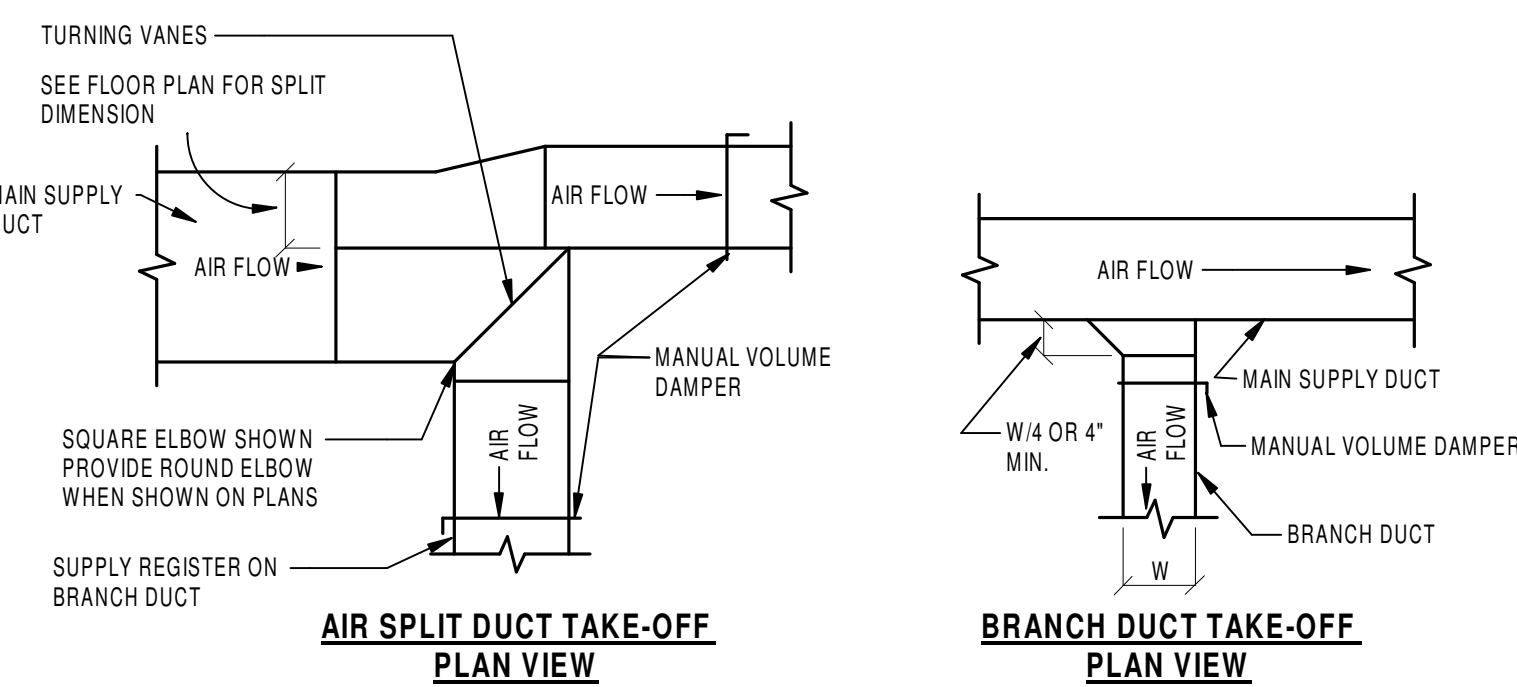 TURNING VANES
SEE FLOOR PLAN FOR SPLIT
DIMENSION
MAIN SUPPLY
DUCT
AIR FLOW
AIR FLOW
MANUAL VOLUME
DAMPER
SQUARE ELBOW SHOWN
PROVIDE ROUND ELBOW
WHEN SHOWN ON PLANS
AIR
FLOW
SUPPLY REGISTER ON
BRANCH DUCT
AIR SPLIT DUCT TAKE-OFF
PLAN VIEW
AIR FLOW
MAIN SUPPLY DUCT
W/4 OR 4"
MIN.
AIR
FLOW
MANUAL VOLUME DAMPER
BRANCH DUCT
W
BRANCH DUCT TAKE-OFF
PLAN VIEW